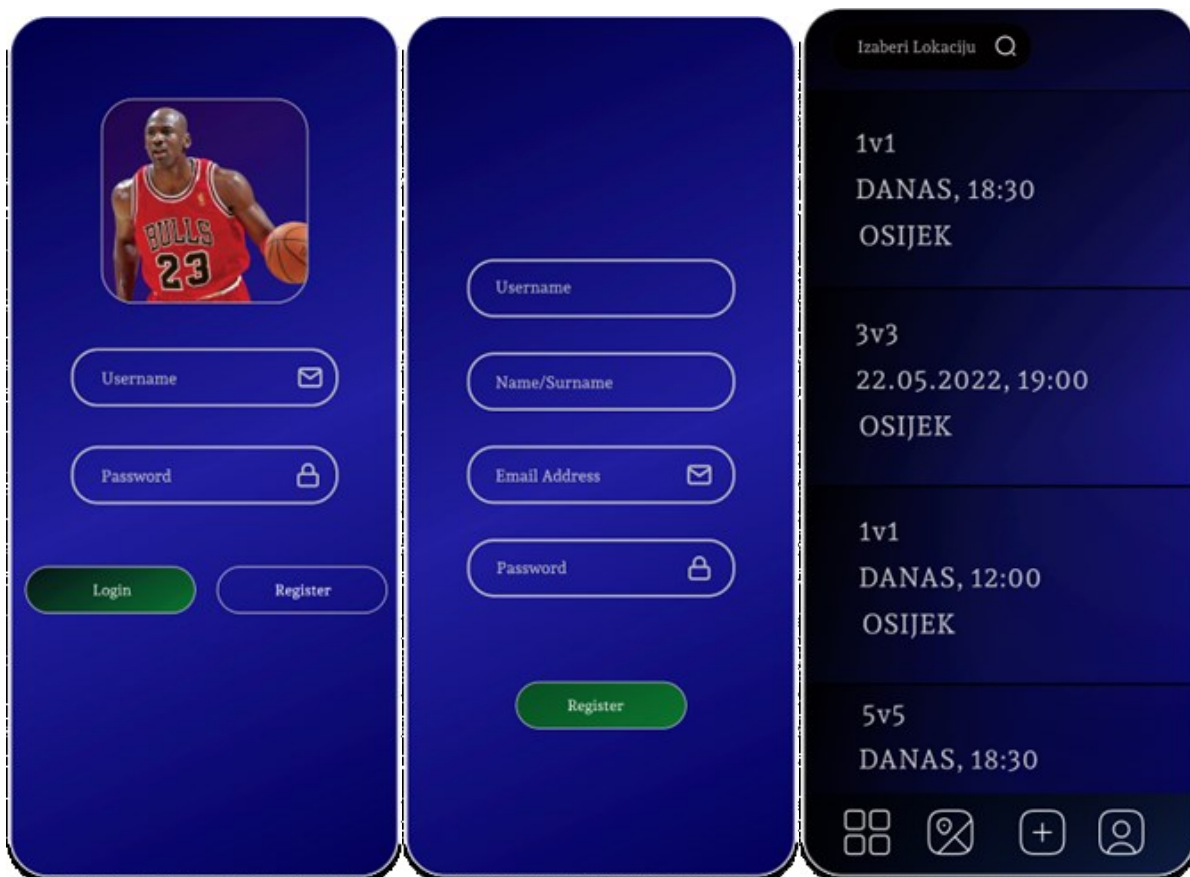 BULLS
23
Username
Password
Login
Register
Username
Name/Surname
Email Address
Password
Register
Izaberi Lokaciju
1v1
DANAS, 18:30
OSIJEK
3v3
22.05.2022, 19:00
OSIJEK
1v1
DANAS, 12:00
OSIJEK
5v5
DANAS, 18:30